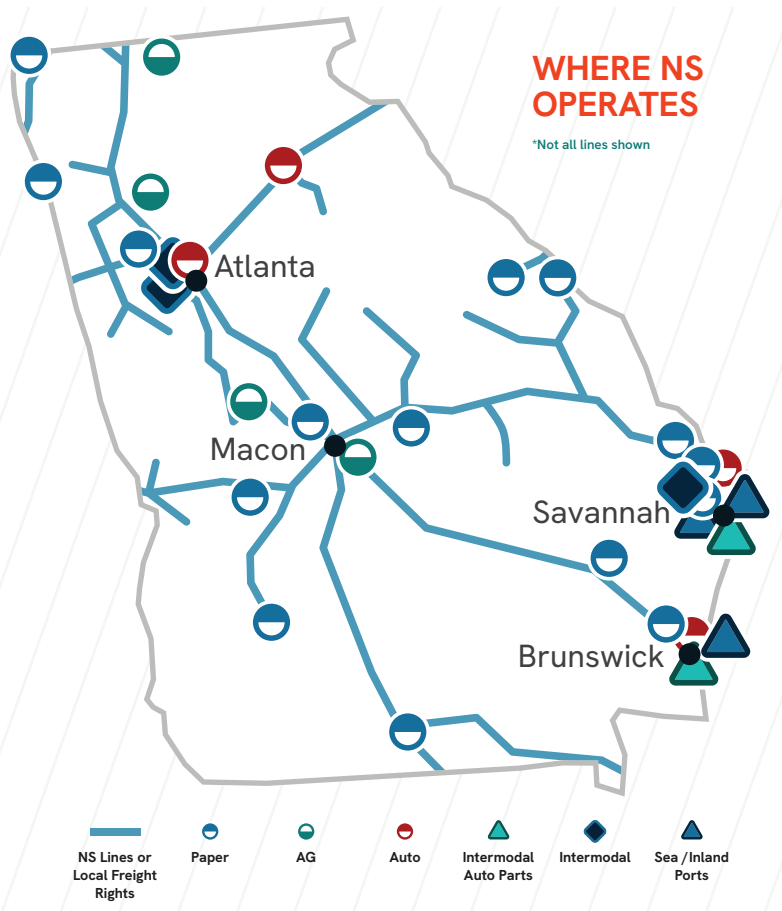 WHERE NS
OPERATES
*Not all lines shown
Atlanta
Macon
Savannah
Brunswick
NS Lines or
Local Freight
Rights
Paper
AG
Auto
Intermodal
Auto Parts
Intermodal
Sea /Inland
Ports